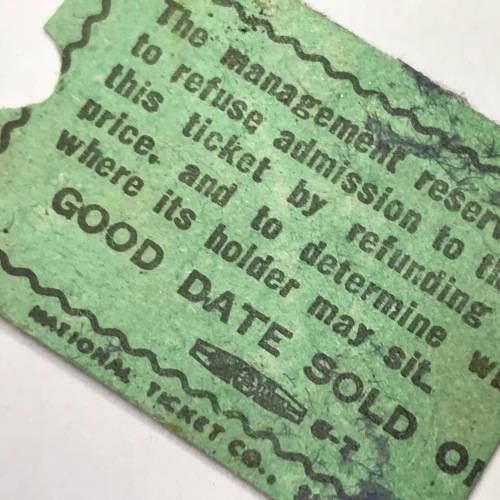 The management reserv
to refuse admission to th
this ticket by refunding
price, and to determine w
where its holder may sit.
GOOD DATE SOLD O
NATIONAL TICKET CO.,